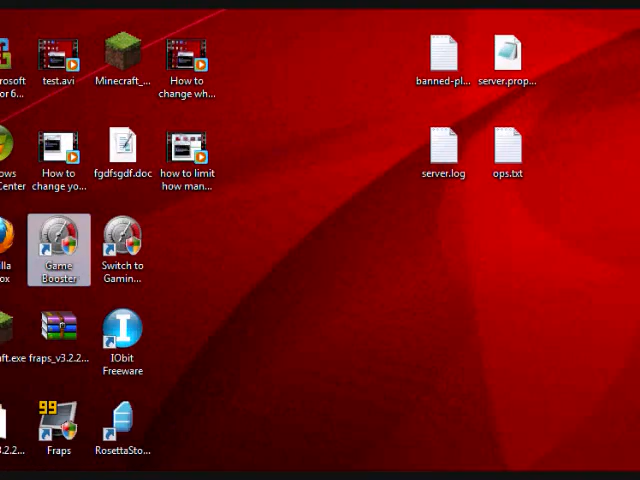 rosoft
or 6...
test.avi
Minecraft_...
How to
change wh...
banned-pl...
server.prop...
ows
Center
How to
change yo...
fgdfsgdf.doc
how to limit
how man...
server.log
ops.txt
lla
ox
Game
Booster
Switch to
Gamin...
aft.exe
fraps_v3.2.2...
IObit
Freeware
3.2.2...
99
Fraps
RosettaSto...